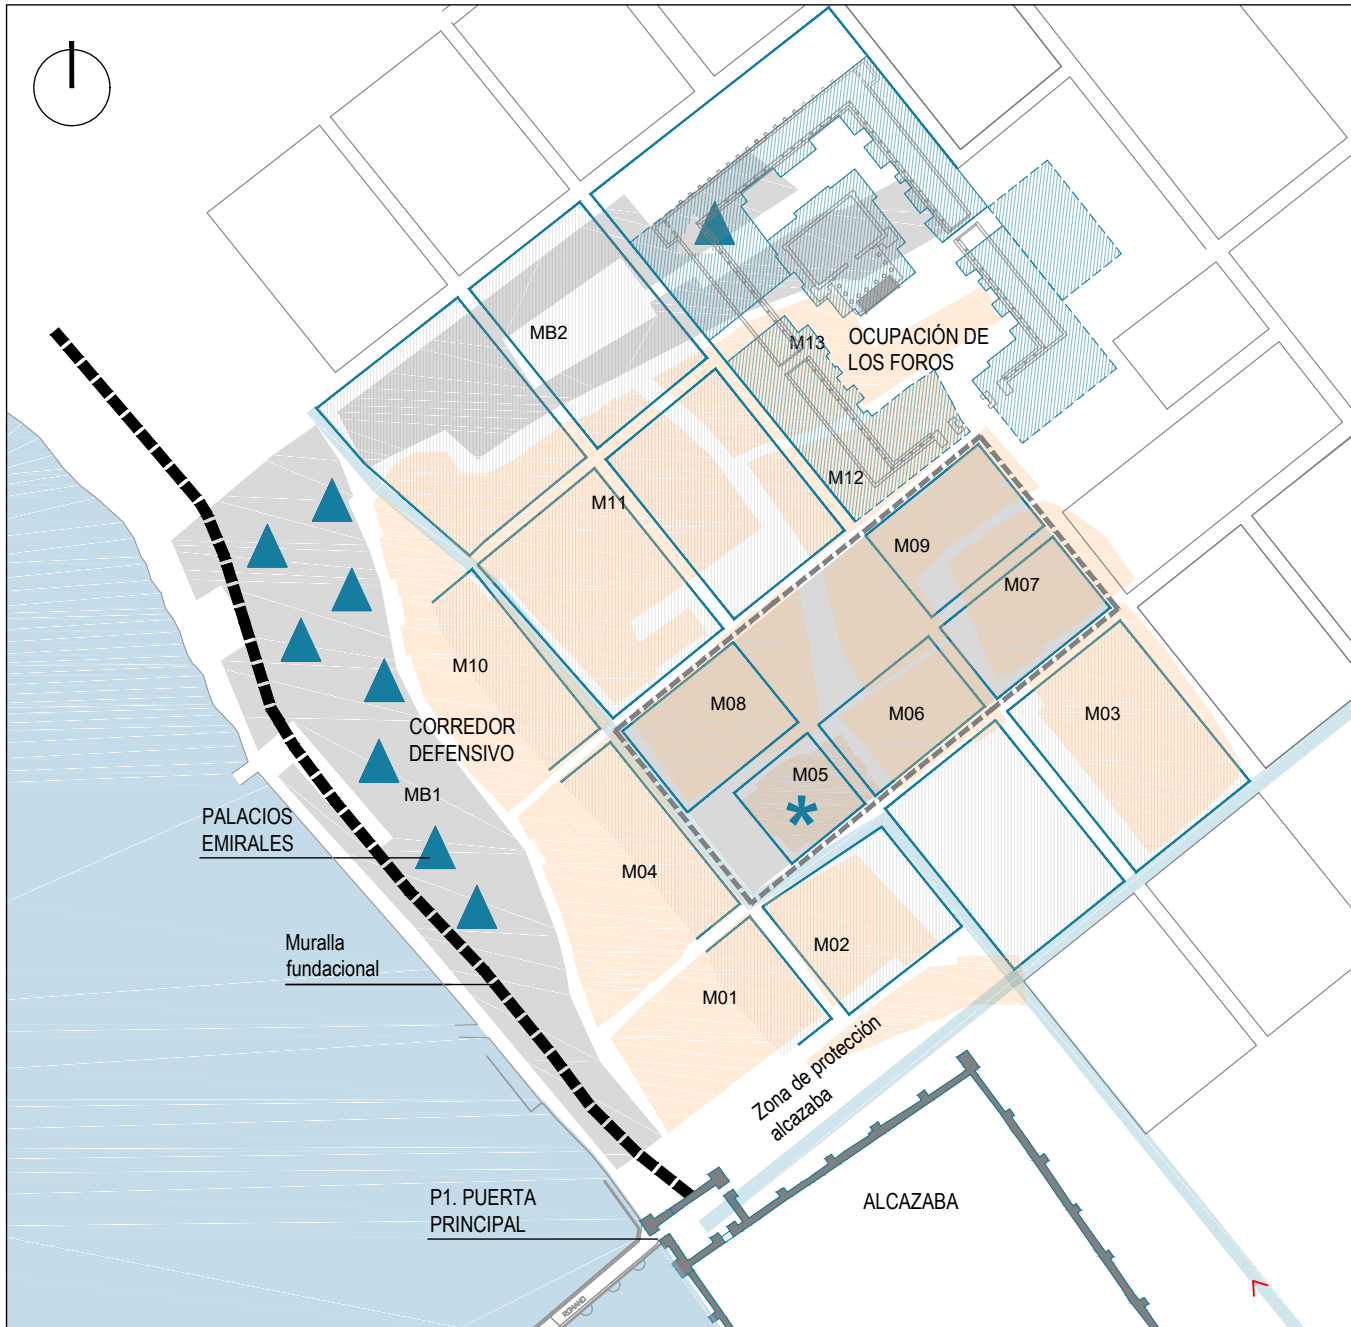 MB2
M13
OCUPACIÓN DE
LOS FOROS
M12
M11
M09
M07
M10
M08
M06
M03
CORREDOR
DEFENSIVO
M05
*
MB1
PALACIOS
EMIRALES
M04
Muralla
fundacional
M02
M01
Zona de protección
alcazaba
P1. PUERTA
PRINCIPAL
ALCAZABA
ROMANO